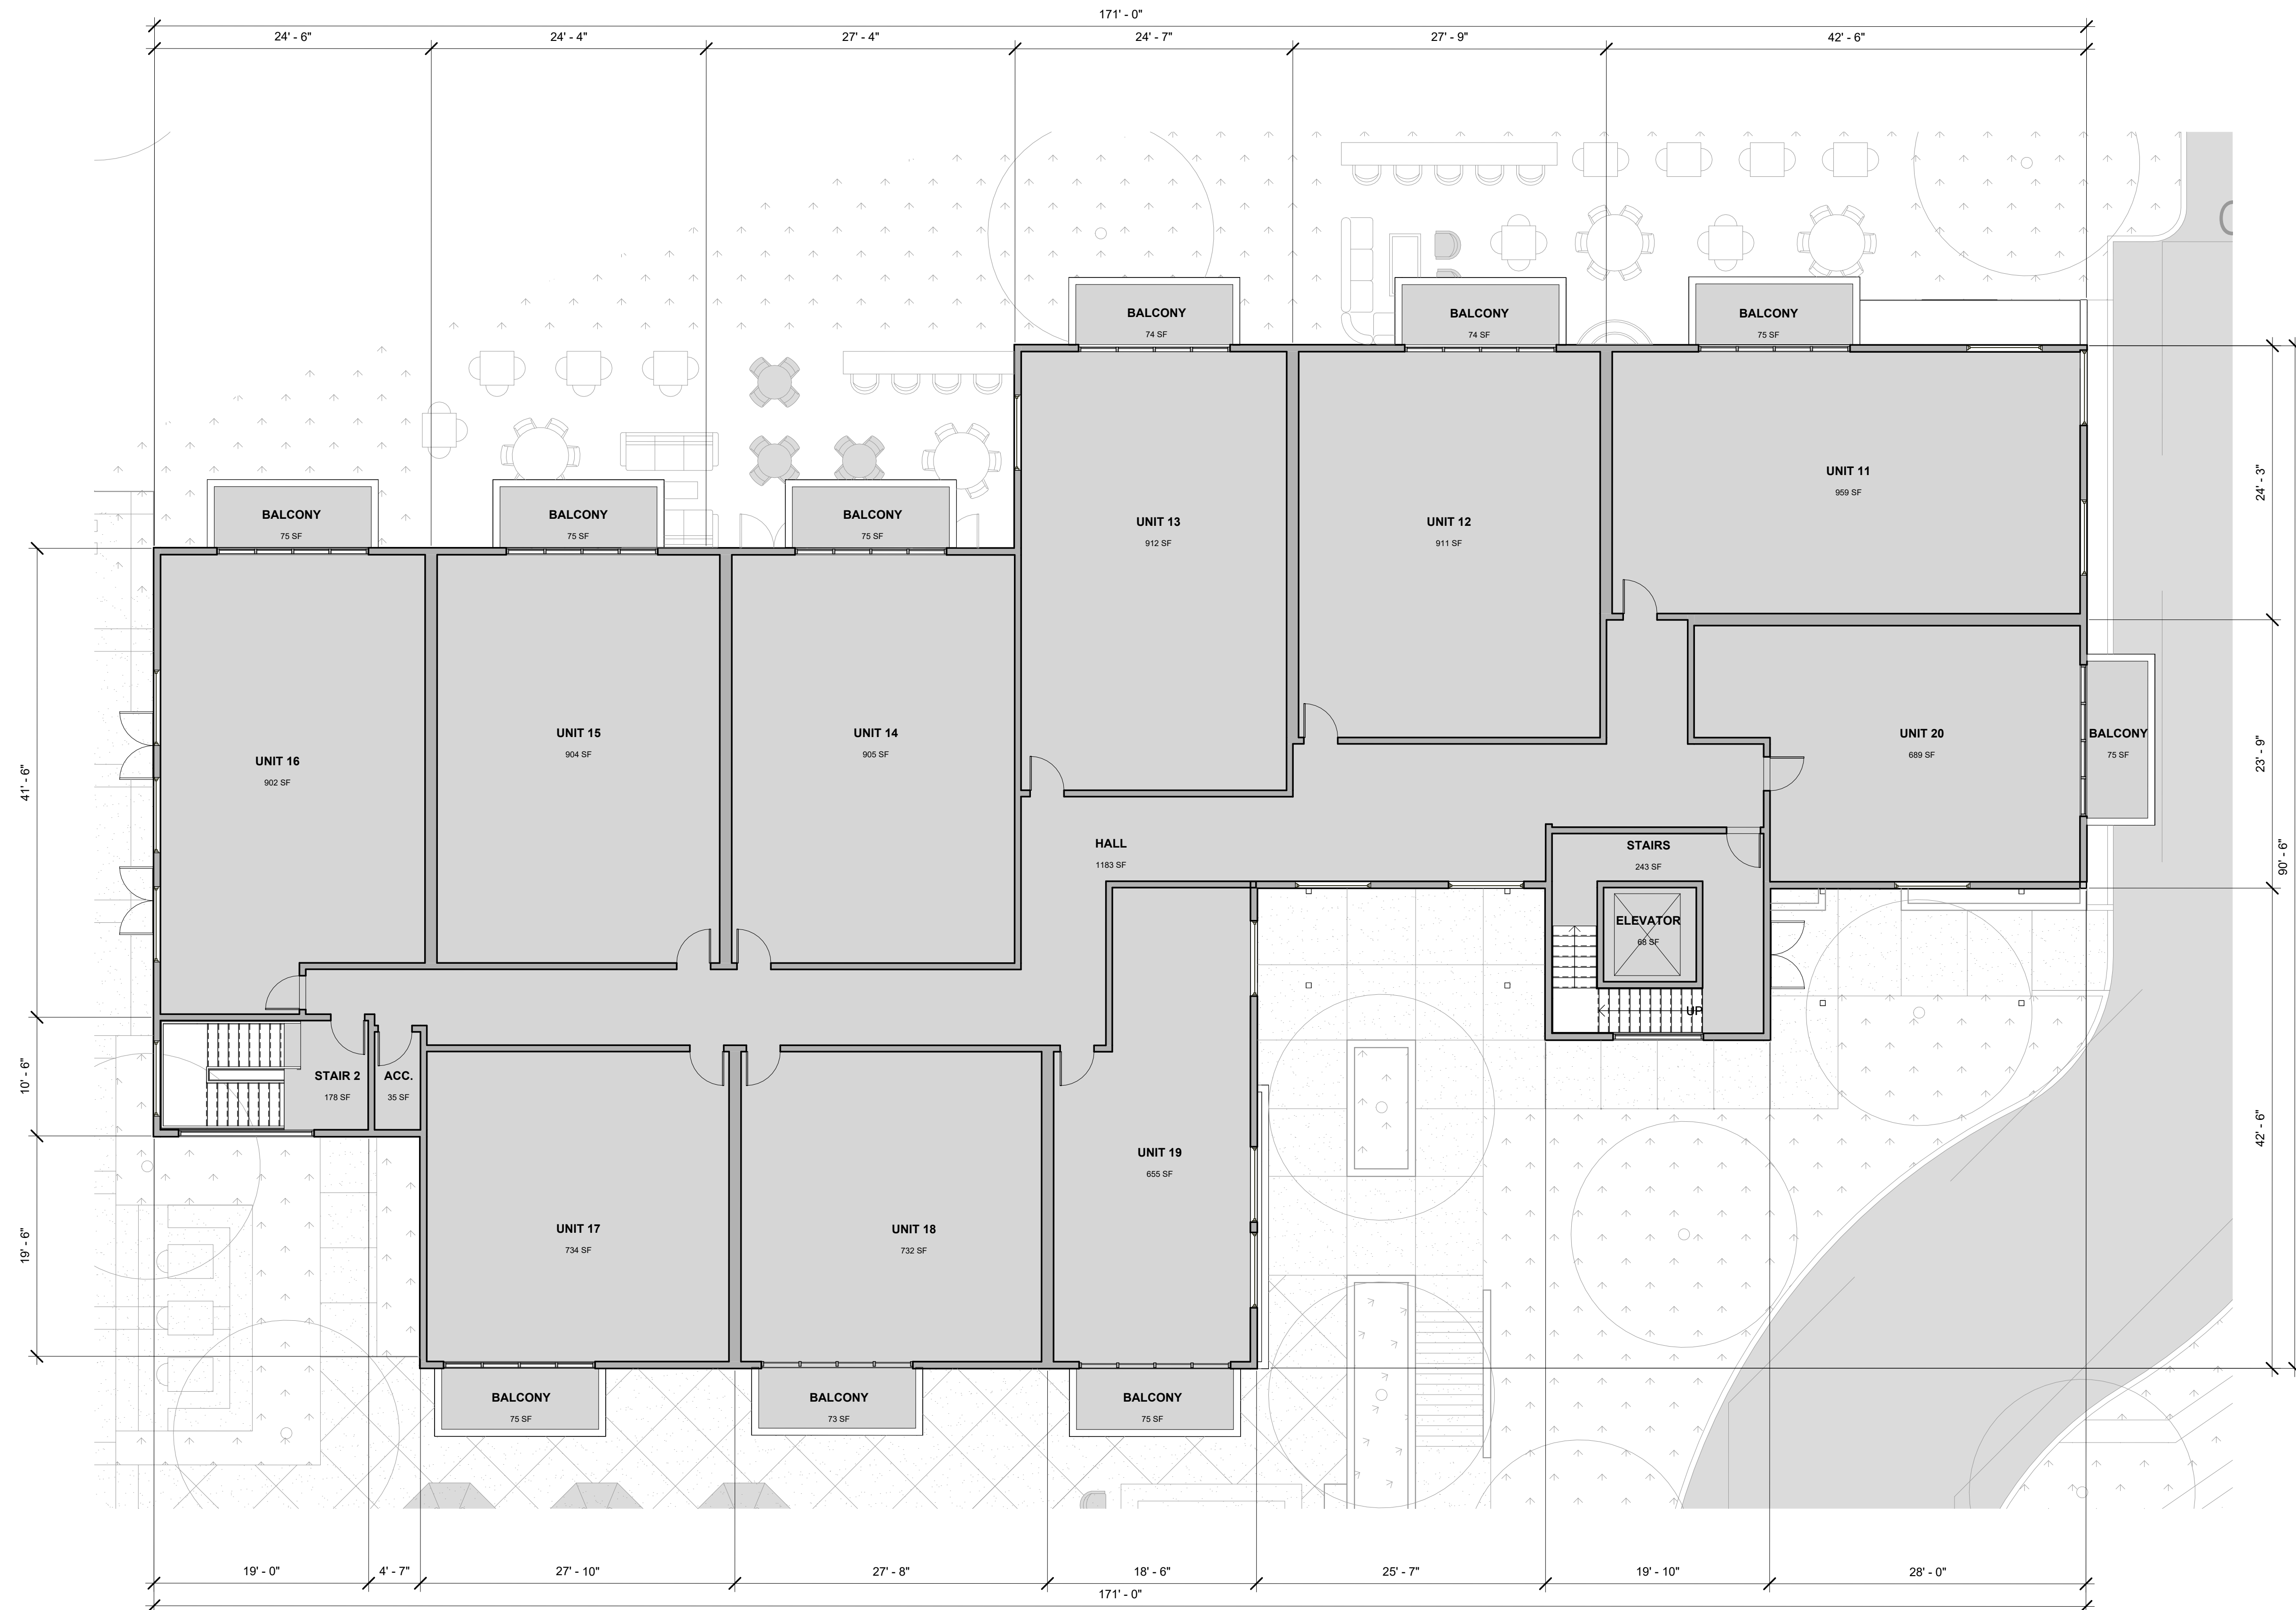 171' - 0"
24' - 6"
24' - 4"
27' - 4"
24' - 7"
27' - 9"
42' - 6"
BALCONY
74 SF
BALCONY
74 SF
BALCONY
75 SF
UNIT 11
959 SF
24' - 3"
BALCONY
75 SF
BALCONY
75 SF
BALCONY
75 SF
UNIT 13
912 SF
UNIT 12
911 SF
UNIT 16
902 SF
UNIT 15
904 SF
UNIT 14
905 SF
UNIT 20
689 SF
BALCONY
75 SF
41' - 6"
23' - 9"
90' - 6"
HALL
1183 SF
STAIRS
243 SF
ELEVATOR
68 SF
UP
10' - 6"
STAIR 2
178 SF
ACC.
35 SF
42' - 6"
UNIT 19
655 SF
UNIT 17
734 SF
UNIT 18
732 SF
19' - 6"
BALCONY
75 SF
BALCONY
73 SF
BALCONY
75 SF
19' - 0"
4' - 7"
27' - 10"
27' - 8"
18' - 6"
25' - 7"
19' - 10"
28' - 0"
171' - 0"